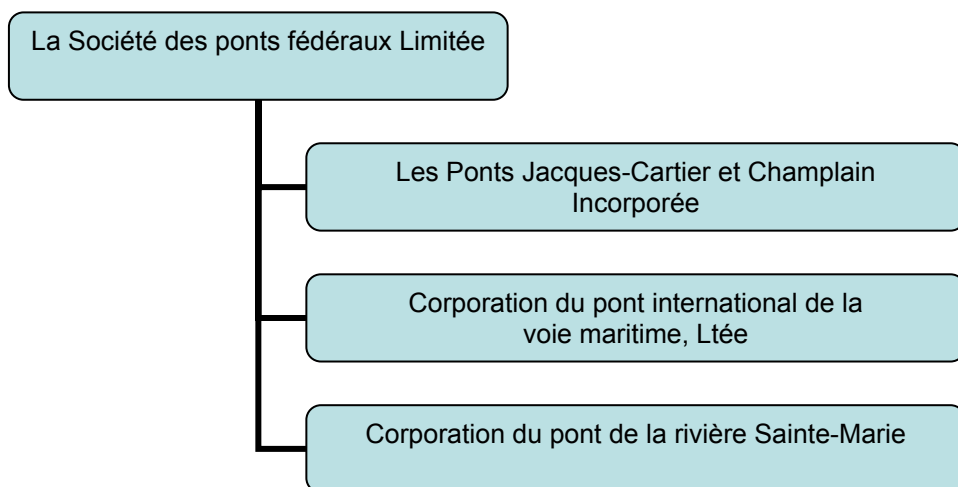 La Société des ponts fédéraux Limitée
Les Ponts Jacques-Cartier et Champlain
Incorporée
Corporation du pont international de la
voie maritime, Ltée
Corporation du pont de la rivière Sainte-Marie